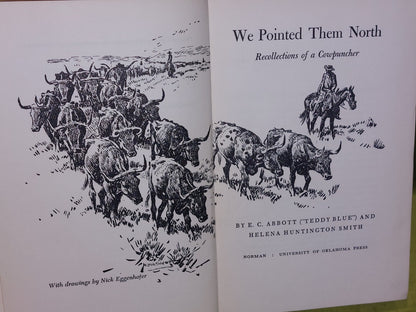 We Pointed Them North
Recollections of a Cowpuncher
BY E. C. ABBOTT ("TEDDY BLUE") AND
HELENA HUNTINGTON SMITH
NORMAN : UNIVERSITY OF OKLAHOMA PRESS
With drawings by Nick Eggenhofer